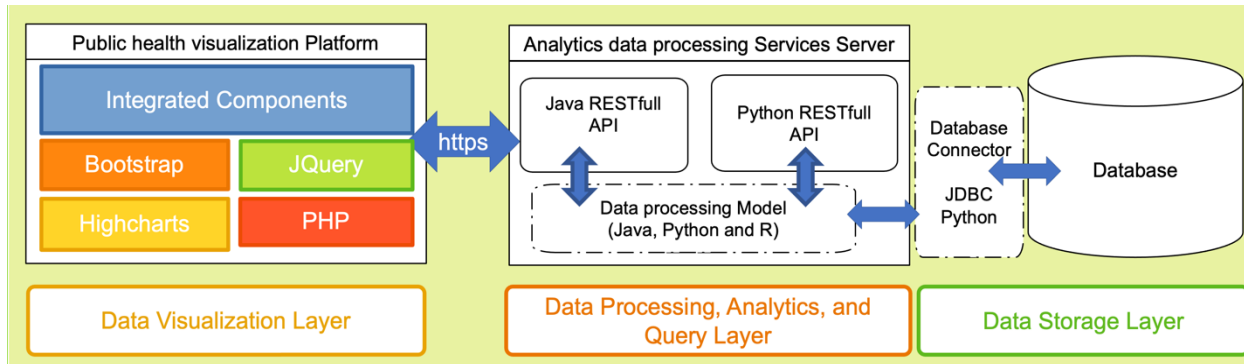 Public health visualization Platform
Integrated Components
Bootstrap
JQuery
Highcharts
PHP
https
Analytics data processing Services Server
Java RESTfull
API
Python RESTfull
API
Data processing Model
(Java, Python and R)
Database
Connector
JDBC
Python
Database
Data Visualization Layer
Data Processing, Analytics, and
Query Layer
Data Storage Layer